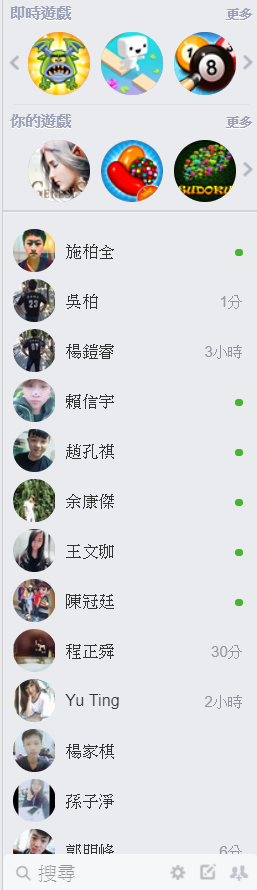 即時遊戲 更多
你的遊戲 更多
SUDOKU
施柏全
吳柏 1分
楊鎧睿 3小時
賴信宇
趙孔祺
余康傑
王文珈
陳冠廷
程正舜 30分
Yu Ting 2小時
楊家棋
孫子淨
郭明峰 6分
搜尋